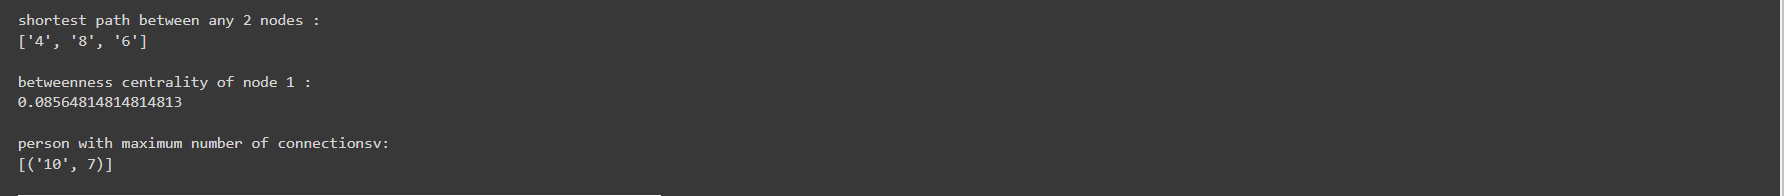 shortest path between any 2 nodes :
['4', '8', '6']
betweenness centrality of node 1 :
0.08564814814814813
person with maximum number of connectionsv:
[('10', 7)]